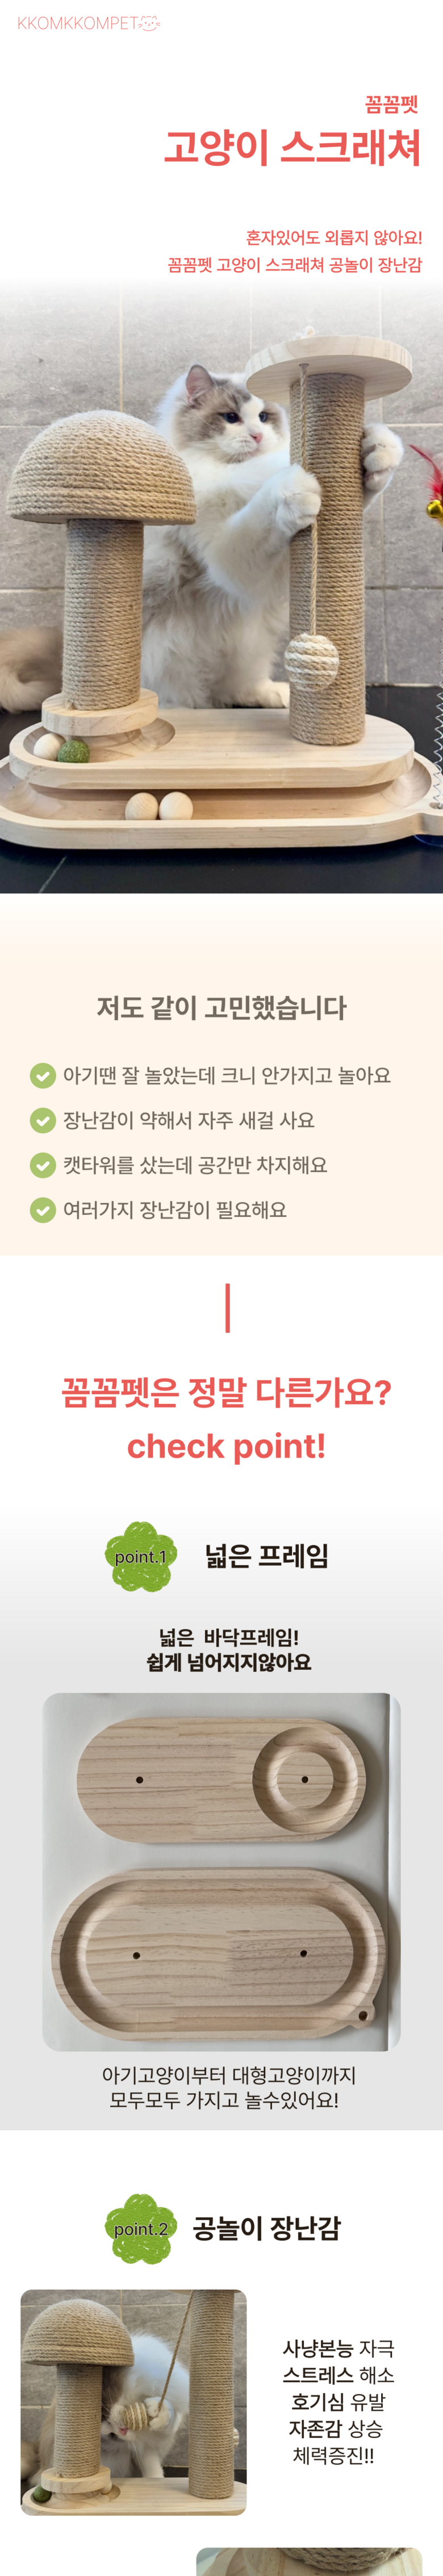 KKOMKKOMPET
꼼꼼펫
고양이 스크래쳐
혼자있어도 외롭지 않아요!
꼼꼼펫 고양이 스크래쳐 공놀이 장난감
저도 같이 고민했습니다
아기땐 잘 놀았는데 크니 안가지고 놀아요
장난감이 약해서 자주 새걸 사요
캣타워를 샀는데 공간만 차지해요
여러가지 장난감이 필요해요
꼼꼼펫은 정말 다른가요?
check point!
point.1 넓은 프레임
넓은 바닥프레임!
쉽게 넘어지지않아요
아기고양이부터 대형고양이까지
모두모두 가지고 놀수있어요!
point.2 공놀이 장난감
사냥본능 자극
스트레스 해소
호기심 유발
자존감 상승
체력증진!!